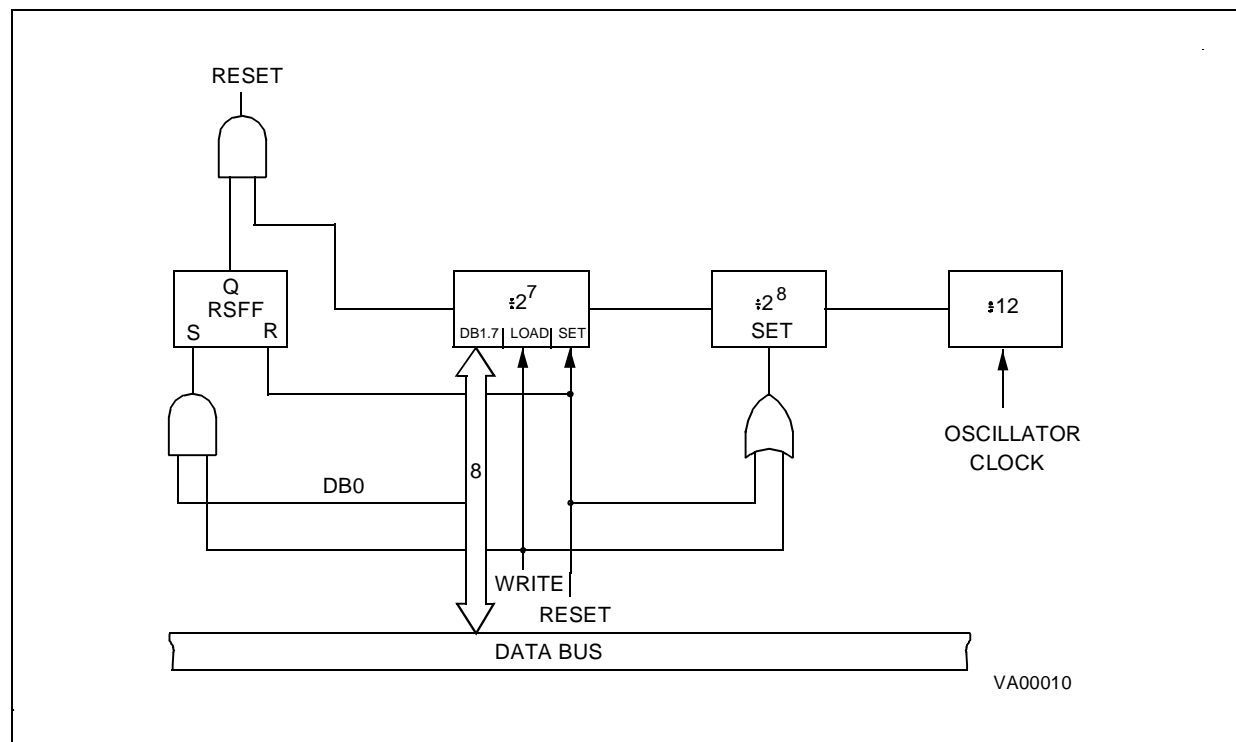 RESET
Q
RSFF
S R
÷2⁷
DB1.7 LOAD SET
÷2⁸
SET
÷12
OSCILLATOR
CLOCK
8
DB0
WRITE
RESET
DATA BUS
VA00010